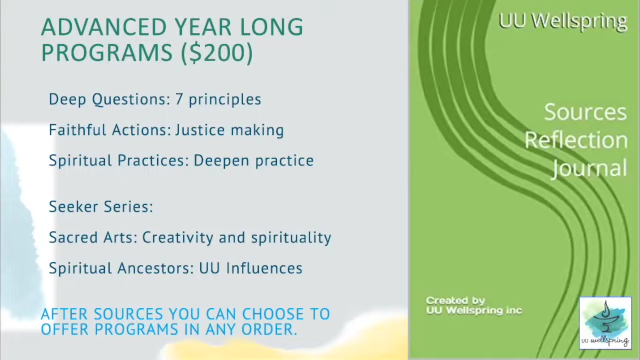 ADVANCED YEAR LONG
PROGRAMS ($200)
Deep Questions: 7 principles
Faithful Actions: Justice making
Spiritual Practices: Deepen practice
Seeker Series:
Sacred Arts: Creativity and spirituality
Spiritual Ancestors: UU Influences
AFTER SOURCES YOU CAN CHOOSE TO
OFFER PROGRAMS IN ANY ORDER.
UU Wellspring
Sources
Reflection
Journal
Created by
UU Wellspring inc
UU Wellspring